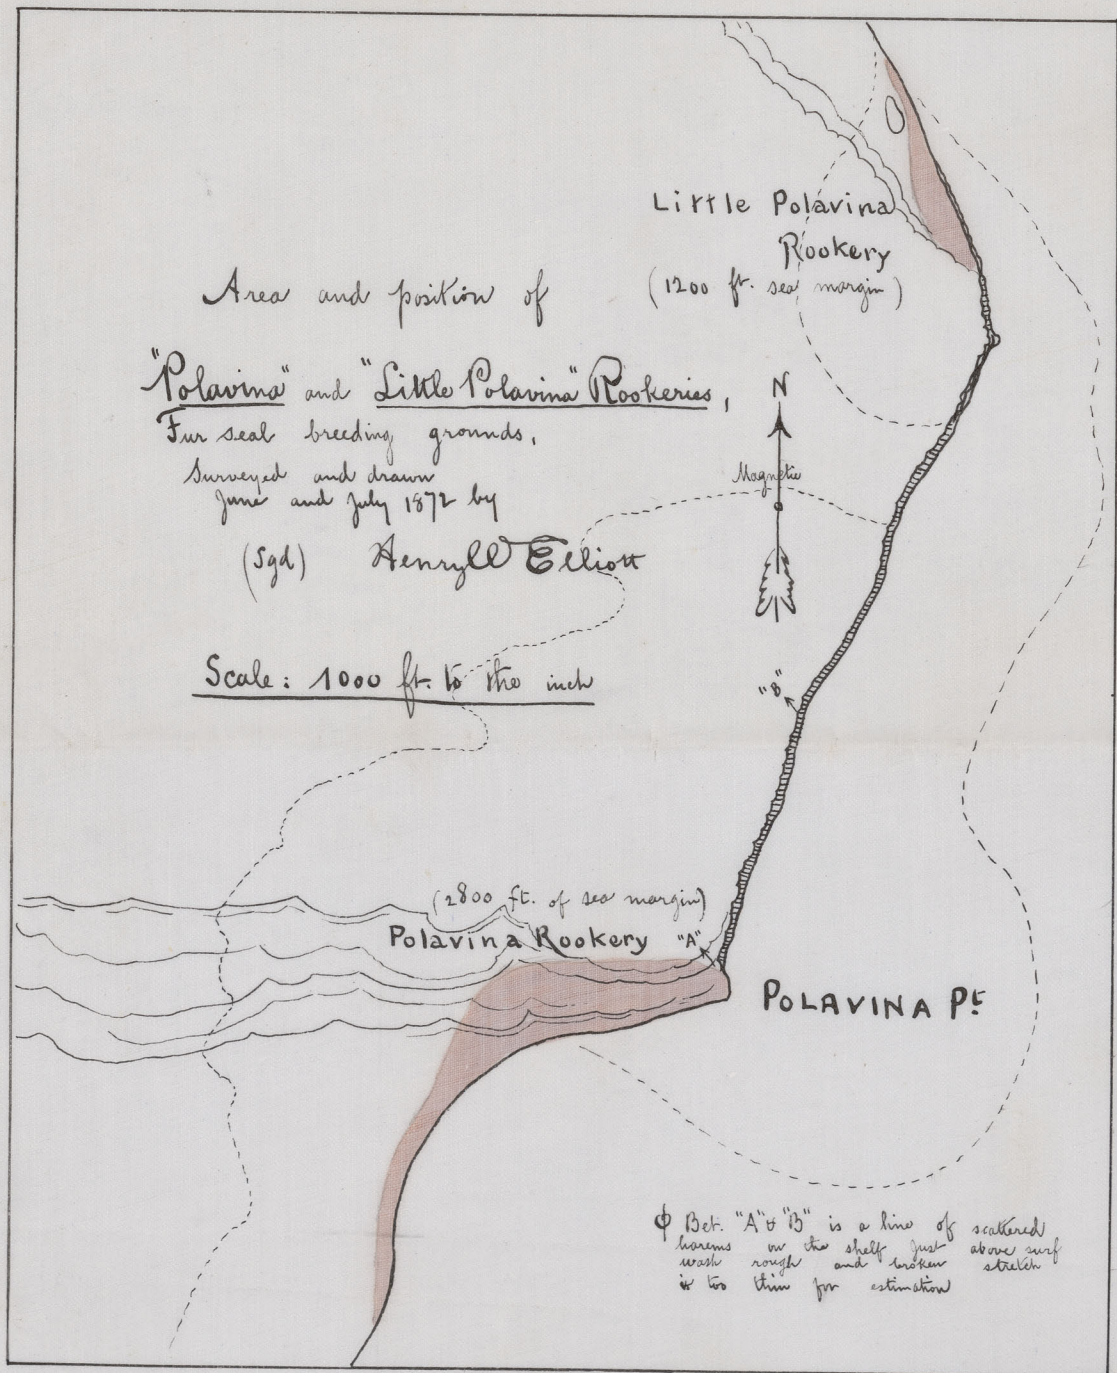 Little Polavina
Rookery
(1200 ft. sea margin)
Area and position of
"Polavina" and "Little Polavina" Rookeries,
Fur seal breeding grounds,
Surveyed and drawn
June and July 1872 by
(Sgd) Henry W Elliott
N
Magnetic
Scale: 1000 ft. to the inch
"B"
(2800 ft. of sea margin)
Polavina Rookery "A"
POLAVINA Pt
ϕ Bet. "A" & "B" is a line of scattered
harems on the shelf just above surf
wash rough and broken stretch
is too thin for estimation